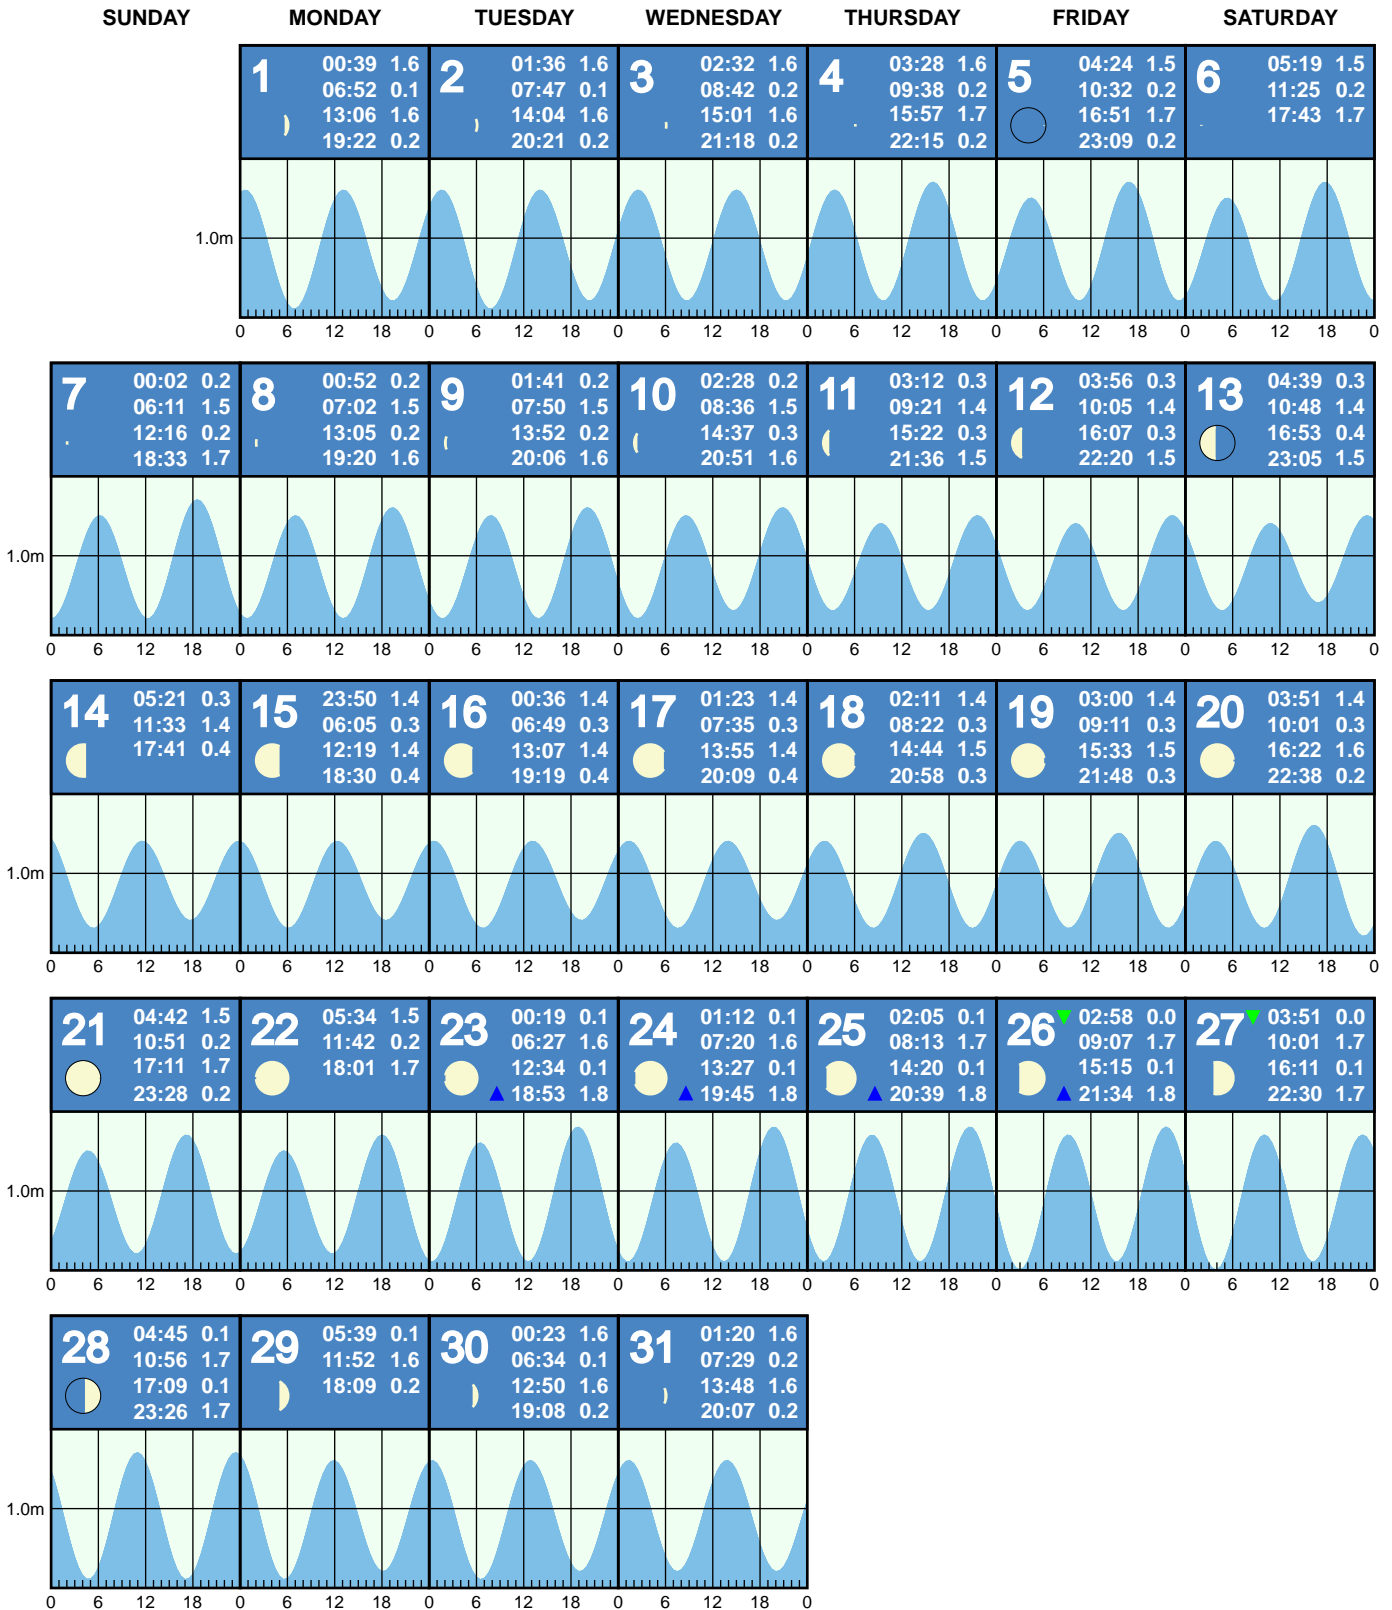 SUNDAY MONDAY TUESDAY WEDNESDAY THURSDAY FRIDAY SATURDAY
1 00:39 1.6
06:52 0.1
13:06 1.6
19:22 0.2
2 01:36 1.6
07:47 0.1
14:04 1.6
20:21 0.2
3 02:32 1.6
08:42 0.2
15:01 1.6
21:18 0.2
4 03:28 1.6
09:38 0.2
15:57 1.7
22:15 0.2
5 04:24 1.5
10:32 0.2
16:51 1.7
23:09 0.2
6 05:19 1.5
11:25 0.2
17:43 1.7
1.0m
0 6 12 18 0 6 12 18 0 6 12 18 0 6 12 18 0 6 12 18 0 6 12 18 0
7 00:02 0.2
06:11 1.5
12:16 0.2
18:33 1.7
8 00:52 0.2
07:02 1.5
13:05 0.2
19:20 1.6
9 01:41 0.2
07:50 1.5
13:52 0.2
20:06 1.6
10 02:28 0.2
08:36 1.5
14:37 0.3
20:51 1.6
11 03:12 0.3
09:21 1.4
15:22 0.3
21:36 1.5
12 03:56 0.3
10:05 1.4
16:07 0.3
22:20 1.5
13 04:39 0.3
10:48 1.4
16:53 0.4
23:05 1.5
1.0m
0 6 12 18 0 6 12 18 0 6 12 18 0 6 12 18 0 6 12 18 0 6 12 18 0 6 12 18 0
14 05:21 0.3
11:33 1.4
17:41 0.4
15 23:50 1.4
06:05 0.3
12:19 1.4
18:30 0.4
16 00:36 1.4
06:49 0.3
13:07 1.4
19:19 0.4
17 01:23 1.4
07:35 0.3
13:55 1.4
20:09 0.4
18 02:11 1.4
08:22 0.3
14:44 1.5
20:58 0.3
19 03:00 1.4
09:11 0.3
15:33 1.5
21:48 0.3
20 03:51 1.4
10:01 0.3
16:22 1.6
22:38 0.2
1.0m
0 6 12 18 0 6 12 18 0 6 12 18 0 6 12 18 0 6 12 18 0 6 12 18 0 6 12 18 0
21 04:42 1.5
10:51 0.2
17:11 1.7
23:28 0.2
22 05:34 1.5
11:42 0.2
18:01 1.7
23 00:19 0.1
06:27 1.6
12:34 0.1
18:53 1.8
24 01:12 0.1
07:20 1.6
13:27 0.1
19:45 1.8
25 02:05 0.1
08:13 1.7
14:20 0.1
20:39 1.8
26 02:58 0.0
09:07 1.7
15:15 0.1
21:34 1.8
27 03:51 0.0
10:01 1.7
16:11 0.1
22:30 1.7
1.0m
0 6 12 18 0 6 12 18 0 6 12 18 0 6 12 18 0 6 12 18 0 6 12 18 0 6 12 18 0
28 04:45 0.1
10:56 1.7
17:09 0.1
23:26 1.7
29 05:39 0.1
11:52 1.6
18:09 0.2
30 00:23 1.6
06:34 0.1
12:50 1.6
19:08 0.2
31 01:20 1.6
07:29 0.2
13:48 1.6
20:07 0.2
1.0m
0 6 12 18 0 6 12 18 0 6 12 18 0 6 12 18 0